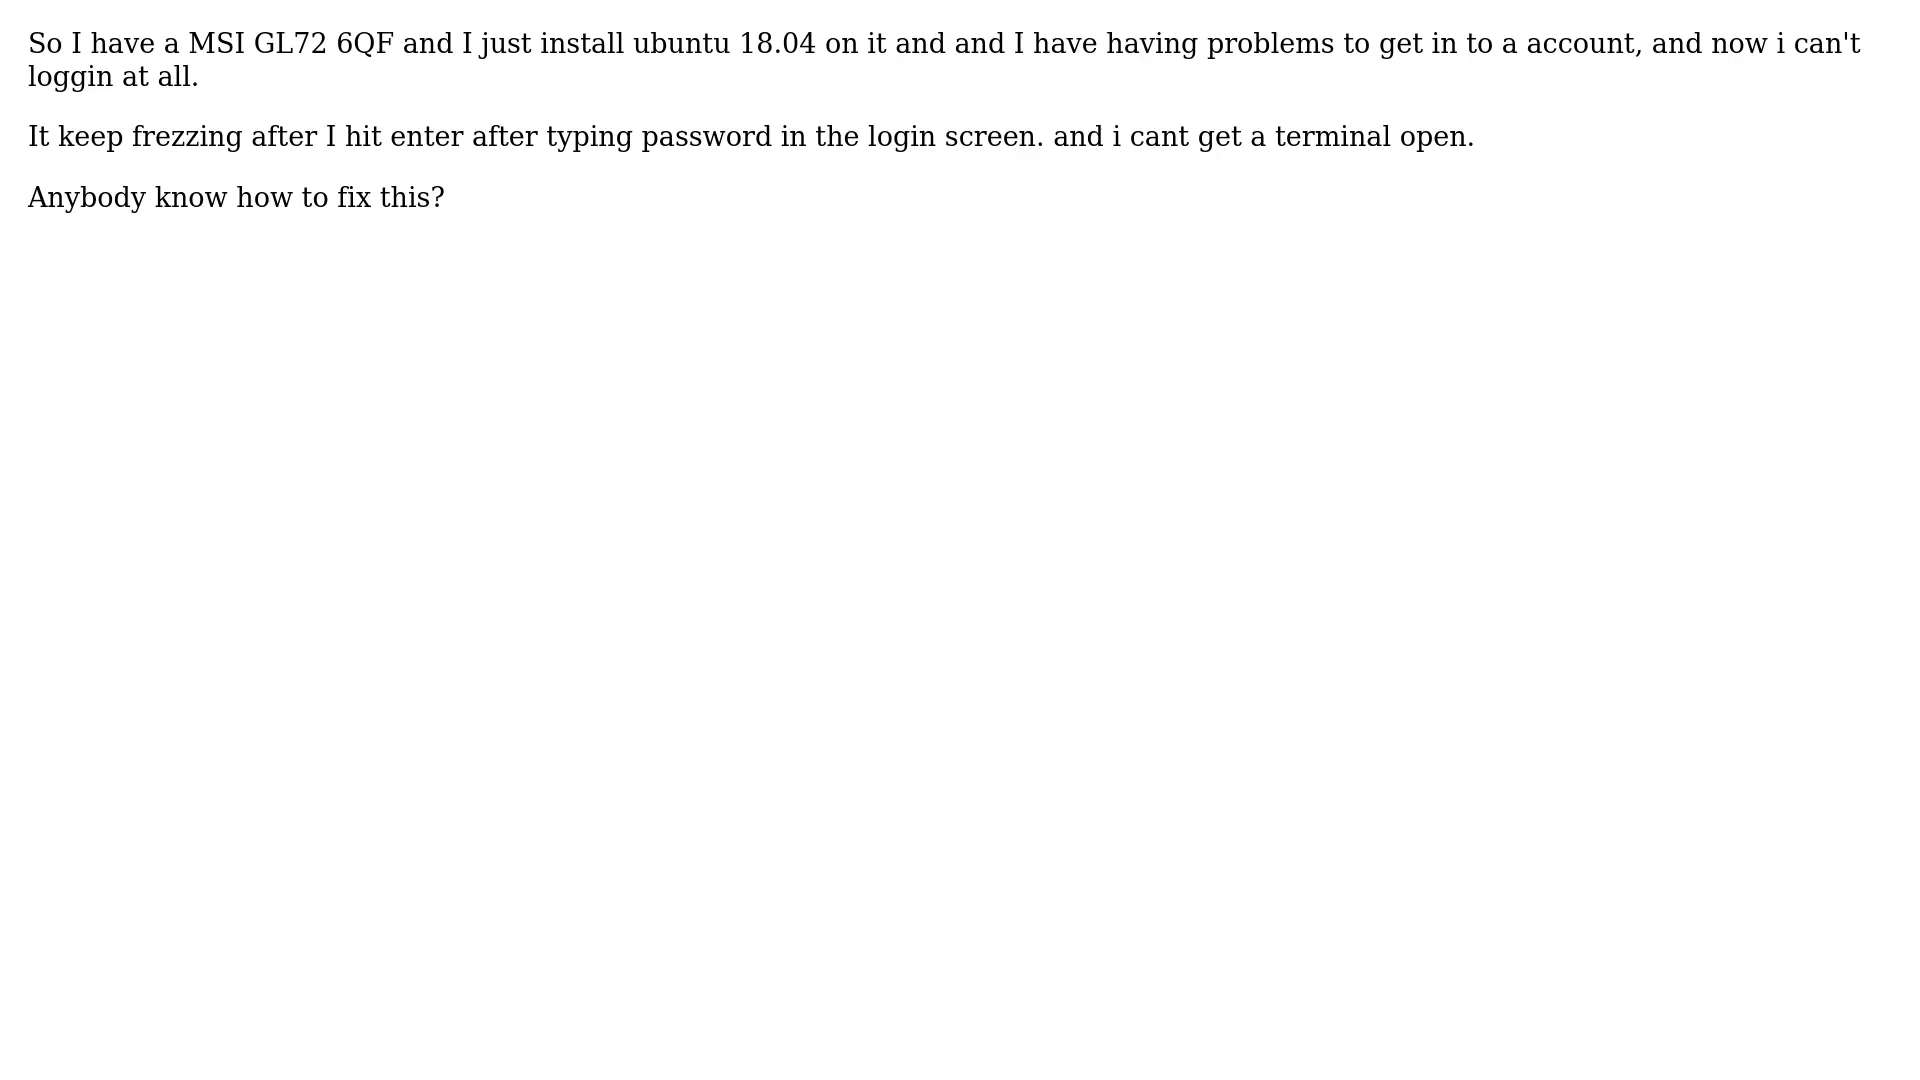 So I have a MSI GL72 6QF and I just install ubuntu 18.04 on it and and I have having problems to get in to a account, and now i can't
loggin at all.
It keep frezzing after I hit enter after typing password in the login screen. and i cant get a terminal open.
Anybody know how to fix this?